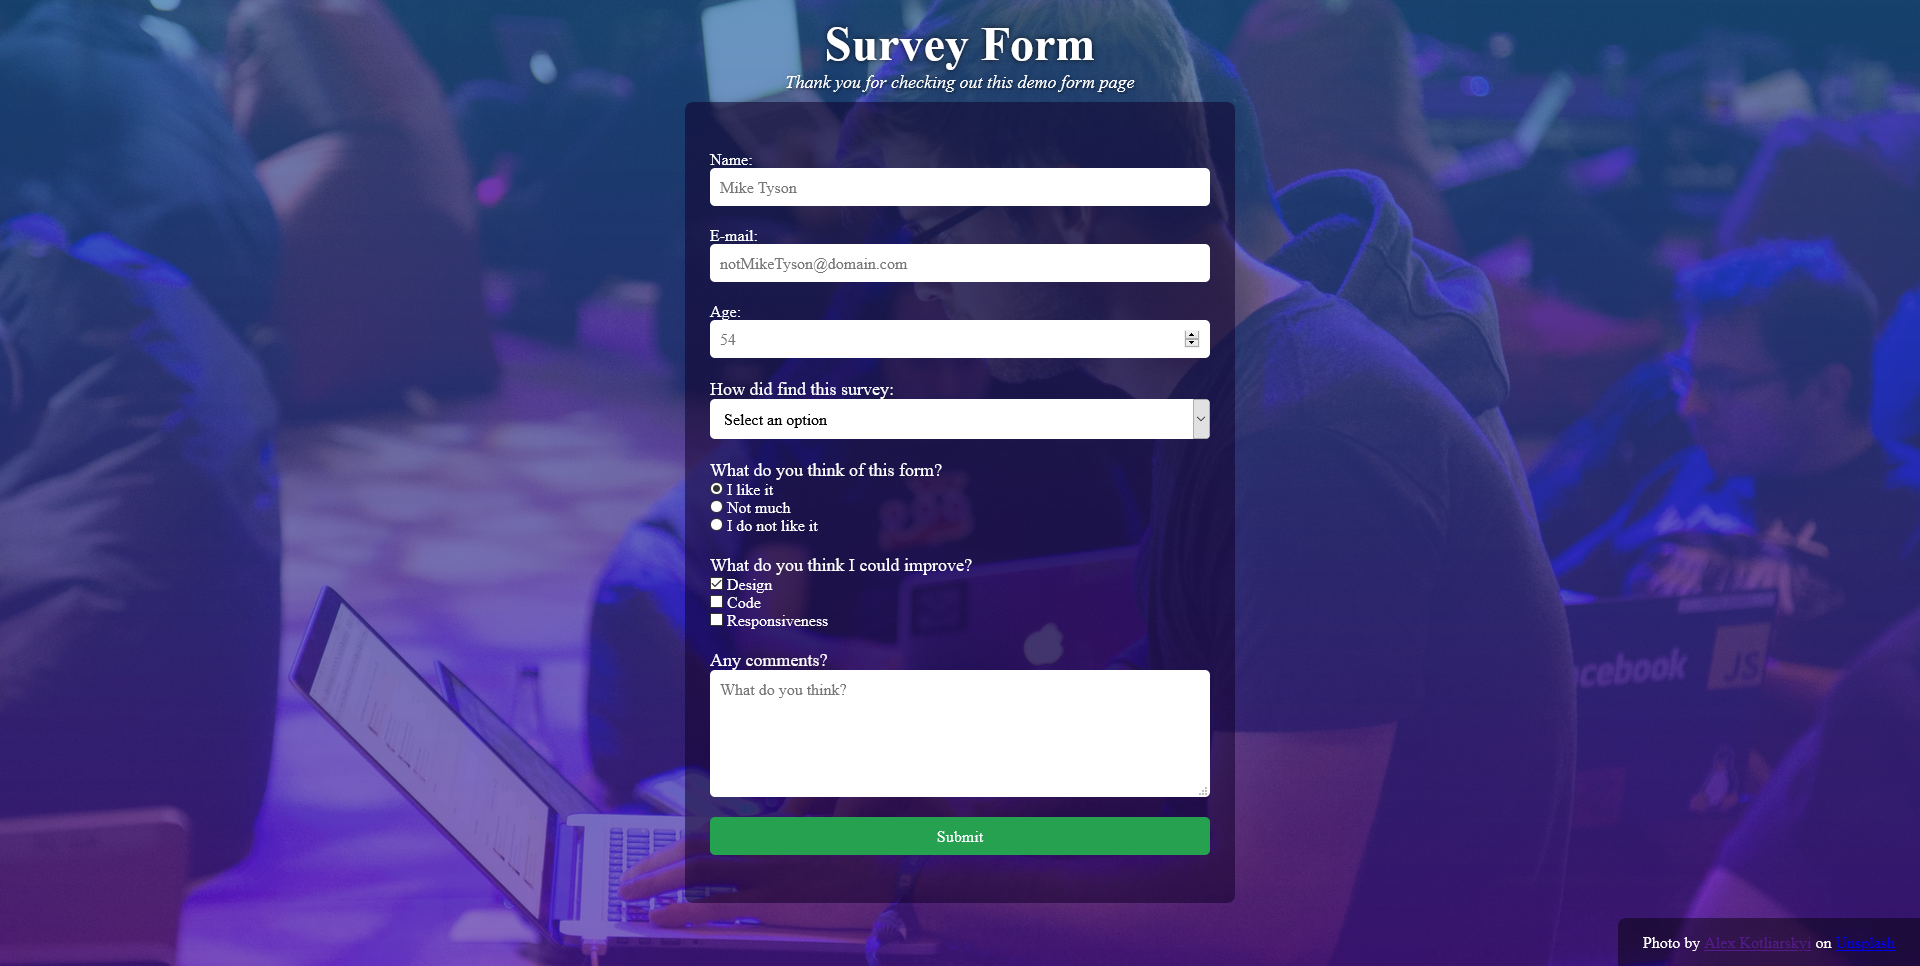 Survey Form
Thank you for checking out this demo form page
Name:
Mike Tyson
E-mail:
notMikeTyson@domain.com
Age:
54
How did find this survey:
Select an option
What do you think of this form?
I like it
Not much
I do not like it
What do you think I could improve?
Design
Code
Responsiveness
Any comments?
What do you think?
Submit
acebook
JS
Photo by Alex Kotliarskyi on Unsplash